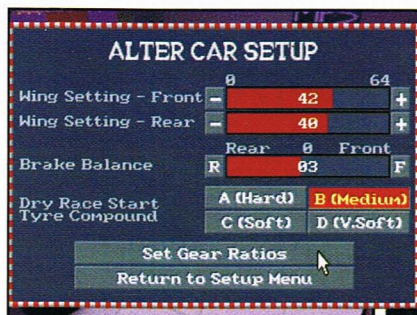 ALTER CAR SETUP
0 64
Wing Setting - Front - 42 +
Wing Setting - Rear - 40 +
Rear 0 Front
Brake Balance R 03 F
Dry Race Start A (Hard) B (Medium)
Tyre Compound C (Soft) D (V.Soft)
Set Gear Ratios
Return to Setup Menu